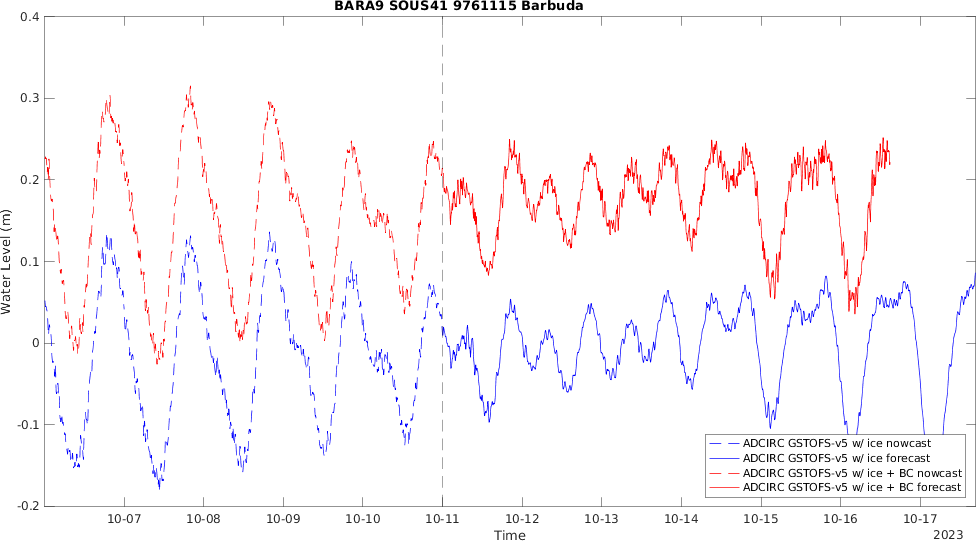 BARA9 SOUS41 9761115 Barbuda
0.4
0.3
0.2
0.1
0
-0.1
-0.2
Water Level (m)
ADCIRC GSTOFS-v5 w/ ice nowcast
ADCIRC GSTOFS-v5 w/ ice forecast
ADCIRC GSTOFS-v5 w/ ice + BC nowcast
ADCIRC GSTOFS-v5 w/ ice + BC forecast
10-07 10-08 10-09 10-10 10-11 10-12 10-13 10-14 10-15 10-16 10-17
Time
2023